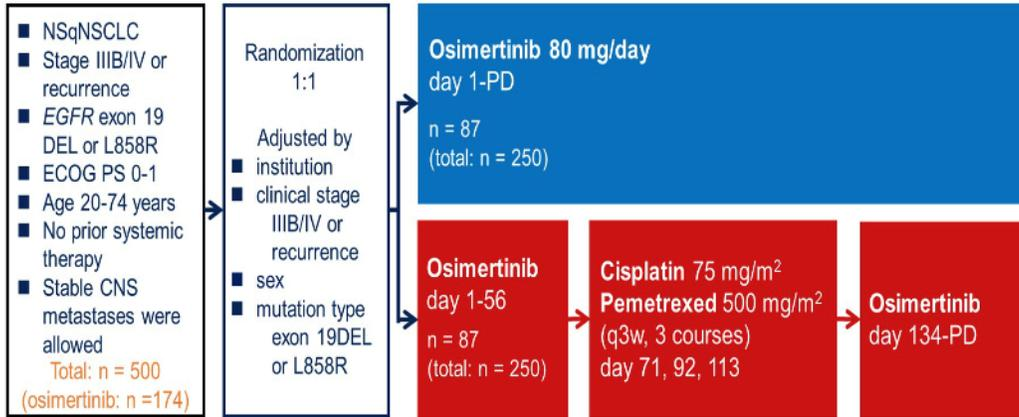 ■ NSqNSCLC
■ Stage IIIB/IV or
recurrence
■ EGFR exon 19
DEL or L858R
■ ECOG PS 0-1
■ Age 20-74 years
■ No prior systemic
therapy
■ Stable CNS
metastases were
allowed
Total: n = 500
(osimertinib: n =174)
Randomization
1:1
Adjusted by
■ institution
■ clinical stage
IIIB/IV or
recurrence
■ sex
■ mutation type
exon 19DEL
or L858R
Osimertinib 80 mg/day
day 1-PD
n = 87
(total: n = 250)
Osimertinib
day 1-56
n = 87
(total: n = 250)
Cisplatin 75 mg/m²
Pemetrexed 500 mg/m²
(q3w, 3 courses)
day 71, 92, 113
Osimertinib
day 134-PD